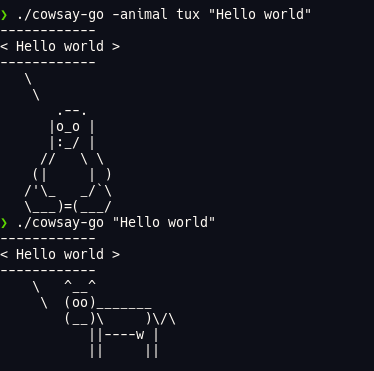 ❯ ./cowsay-go -animal tux "Hello world"
------------
< Hello world >
------------
   \
    \
       .--.
      |o_o |
      |:_/ |
     //   \ \
    (|     | )
   /'\_   _/`\
   \___)=(___/
❯ ./cowsay-go "Hello world"
------------
< Hello world >
------------
    \   ^__^
     \  (oo)_______
        (__)\     )\/\
           ||----w |
           ||     ||